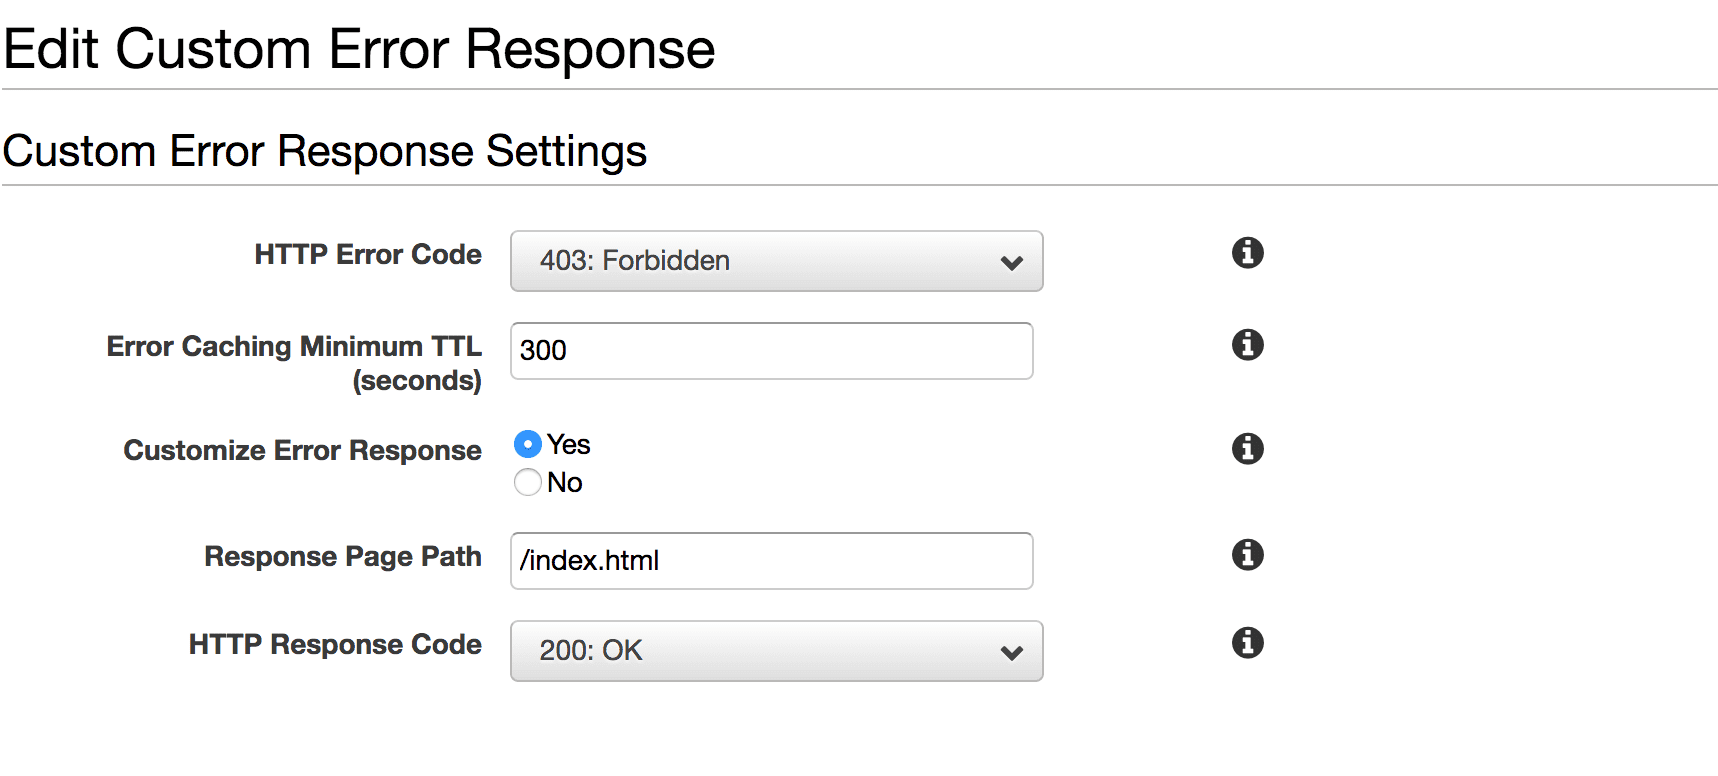 Edit Custom Error Response
Custom Error Response Settings
HTTP Error Code
403: Forbidden
Error Caching Minimum TTL
(seconds)
300
Customize Error Response
Yes
No
Response Page Path
/index.html
HTTP Response Code
200: OK